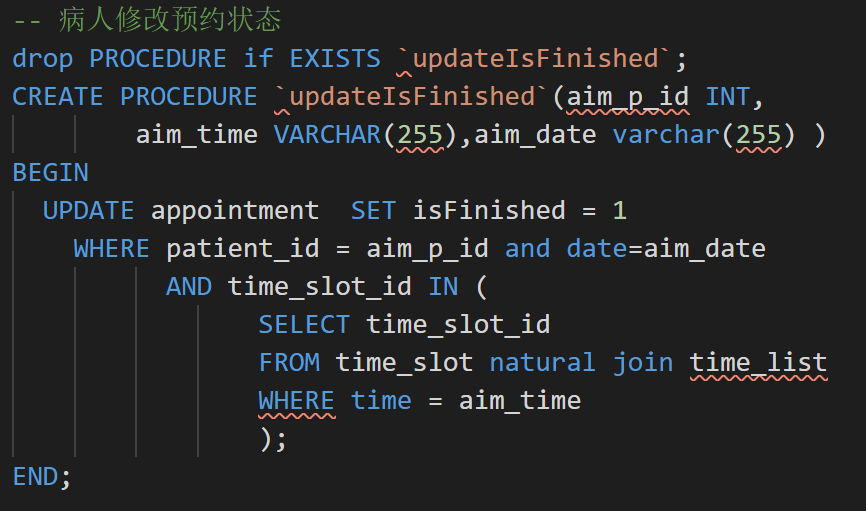 -- 病人修改预约状态
drop PROCEDURE if EXISTS `updateIsFinished`;
CREATE PROCEDURE `updateIsFinished`(aim_p_id INT,
aim_time VARCHAR(255),aim_date varchar(255) )
BEGIN
UPDATE appointment  SET isFinished = 1
WHERE patient_id = aim_p_id and date=aim_date
AND time_slot_id IN (
SELECT time_slot_id
FROM time_slot natural join time_list
WHERE time = aim_time
);
END;